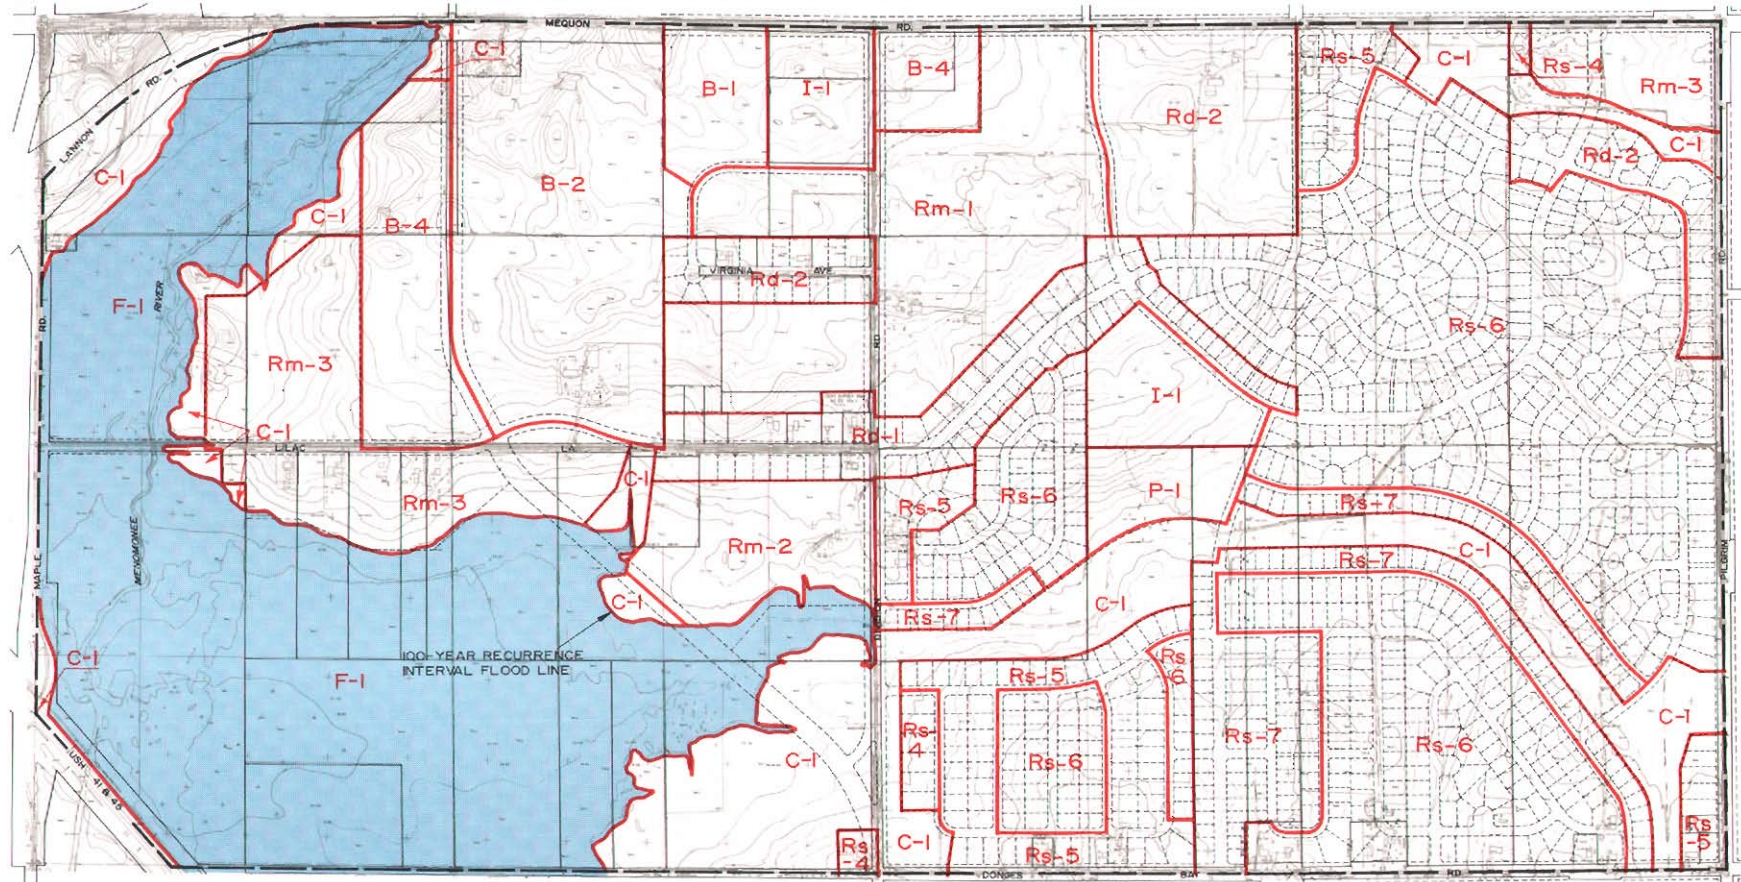 MEQUON
RD.
C-1
Rs-5
C-1
Rs-4
Rm-3
B-4
B-1
I-1
RD.
LANNON
Rd-2
C-1
Rd-2
C-1
B-2
C-1
B-4
Rm-1
VIRGINIA AVE.
Rd-2
RD.
F-1
RIVER
RD.
Rs-6
RD.
Rm-3
I-1
C-1
Rd-1
LILAC
LA.
C-1
Rm-3
Rs-5
Rs-6
P-1
Rs-7
MENOMONEE
Rm-2
C-1
Rs-7
MAPLE
PILGRIM
C-1
C-1
Rs-7
100-YEAR RECURRENCE
INTERVAL FLOOD LINE
C-1
F-1
Rs-5
Rs
6
C-1
Rs-
4
Rs-7
Rs-6
C-1
Rs-6
USH 41 & 45
Rs
-4
C-1
Rs-5
Rs
-5
DONGES
BAY
RD.